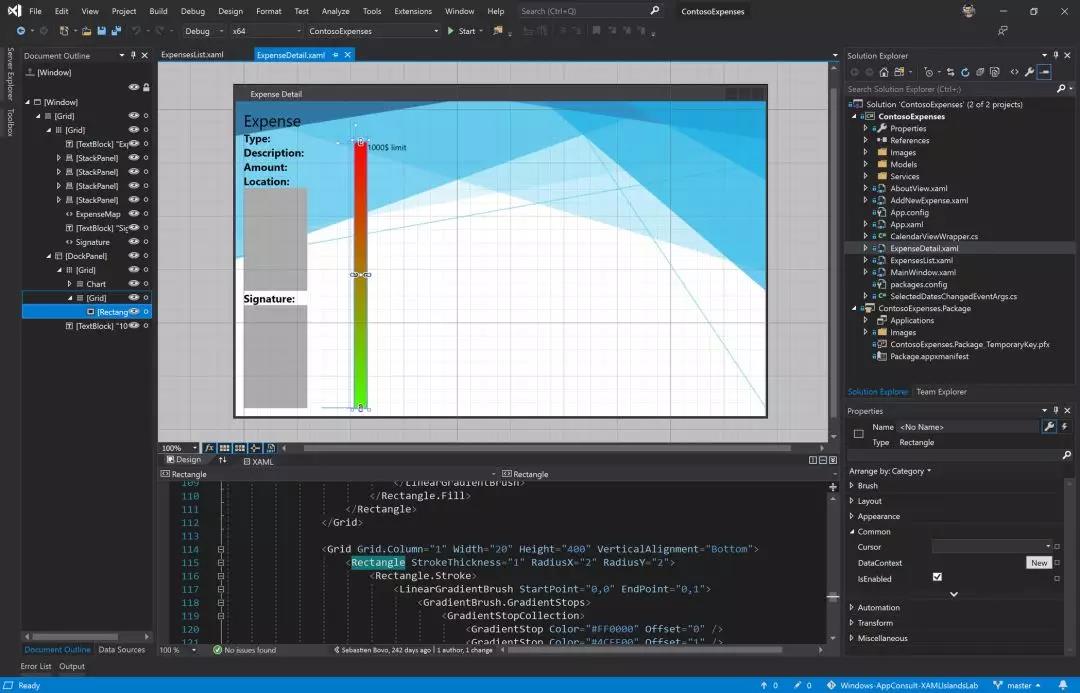 File Edit View Project Build Debug Design Format Test Analyze Tools Extensions Window Help Search (Ctrl+Q) ContosoExpenses
Debug x64 ContosoExpenses Start
Server Explorer
Toolbox
Document Outline
[Window]
[Window]
[Grid]
[Grid]
[TextBlock] "Ex
[StackPanel]
[StackPanel]
[StackPanel]
[StackPanel]
ExpenseMap
[TextBlock] "Sig
Signature
[DockPanel]
[Grid]
Chart
[Grid]
[Rectang
[TextBlock] "10
Document Outline Data Sources
ExpensesList.xaml ExpenseDetail.xaml
Expense Detail
Expense
Type:
Description:
Amount:
Location:
Signature:
1000$ limit
100% fx
Design XAML
Rectangle Rectangle
109 </LinearGradientBrush>
110 </Rectangle.Fill>
111 </Rectangle>
112 </Grid>
113
114 <Grid Grid.Column="1" Width="20" Height="400" VerticalAlignment="Bottom">
115 <Rectangle StrokeThickness="1" RadiusX="2" RadiusY="2">
116 <Rectangle.Stroke>
117 <LinearGradientBrush StartPoint="0,0" EndPoint="0,1">
118 <GradientBrush.GradientStops>
119 <GradientStopCollection>
120 <GradientStop Color="#FF0000" Offset="0" />
121 <GradientStop Color="#4CFF00" Offset="1" />
100 % No issues found Sebastien Bovo, 242 days ago | 1 author, 1 change
Solution Explorer
Search Solution Explorer (Ctrl+;)
Solution 'ContosoExpenses' (2 of 2 projects)
ContosoExpenses
Properties
References
Images
Models
Services
AboutView.xaml
AddNewExpense.xaml
App.config
App.xaml
CalendarViewWrapper.cs
ExpenseDetail.xaml
ExpensesList.xaml
MainWindow.xaml
packages.config
SelectedDatesChangedEventArgs.cs
ContosoExpenses.Package
Applications
Images
ContosoExpenses.Package_TemporaryKey.pfx
Package.appxmanifest
Solution Explorer Team Explorer
Properties
Name <No Name>
Type Rectangle
Arrange by: Category
Brush
Layout
Appearance
Common
Cursor
DataContext New
IsEnabled
Automation
Transform
Miscellaneous
Error List Output
Ready 0 0 Windows-AppConsult-XAMLIslandsLab master